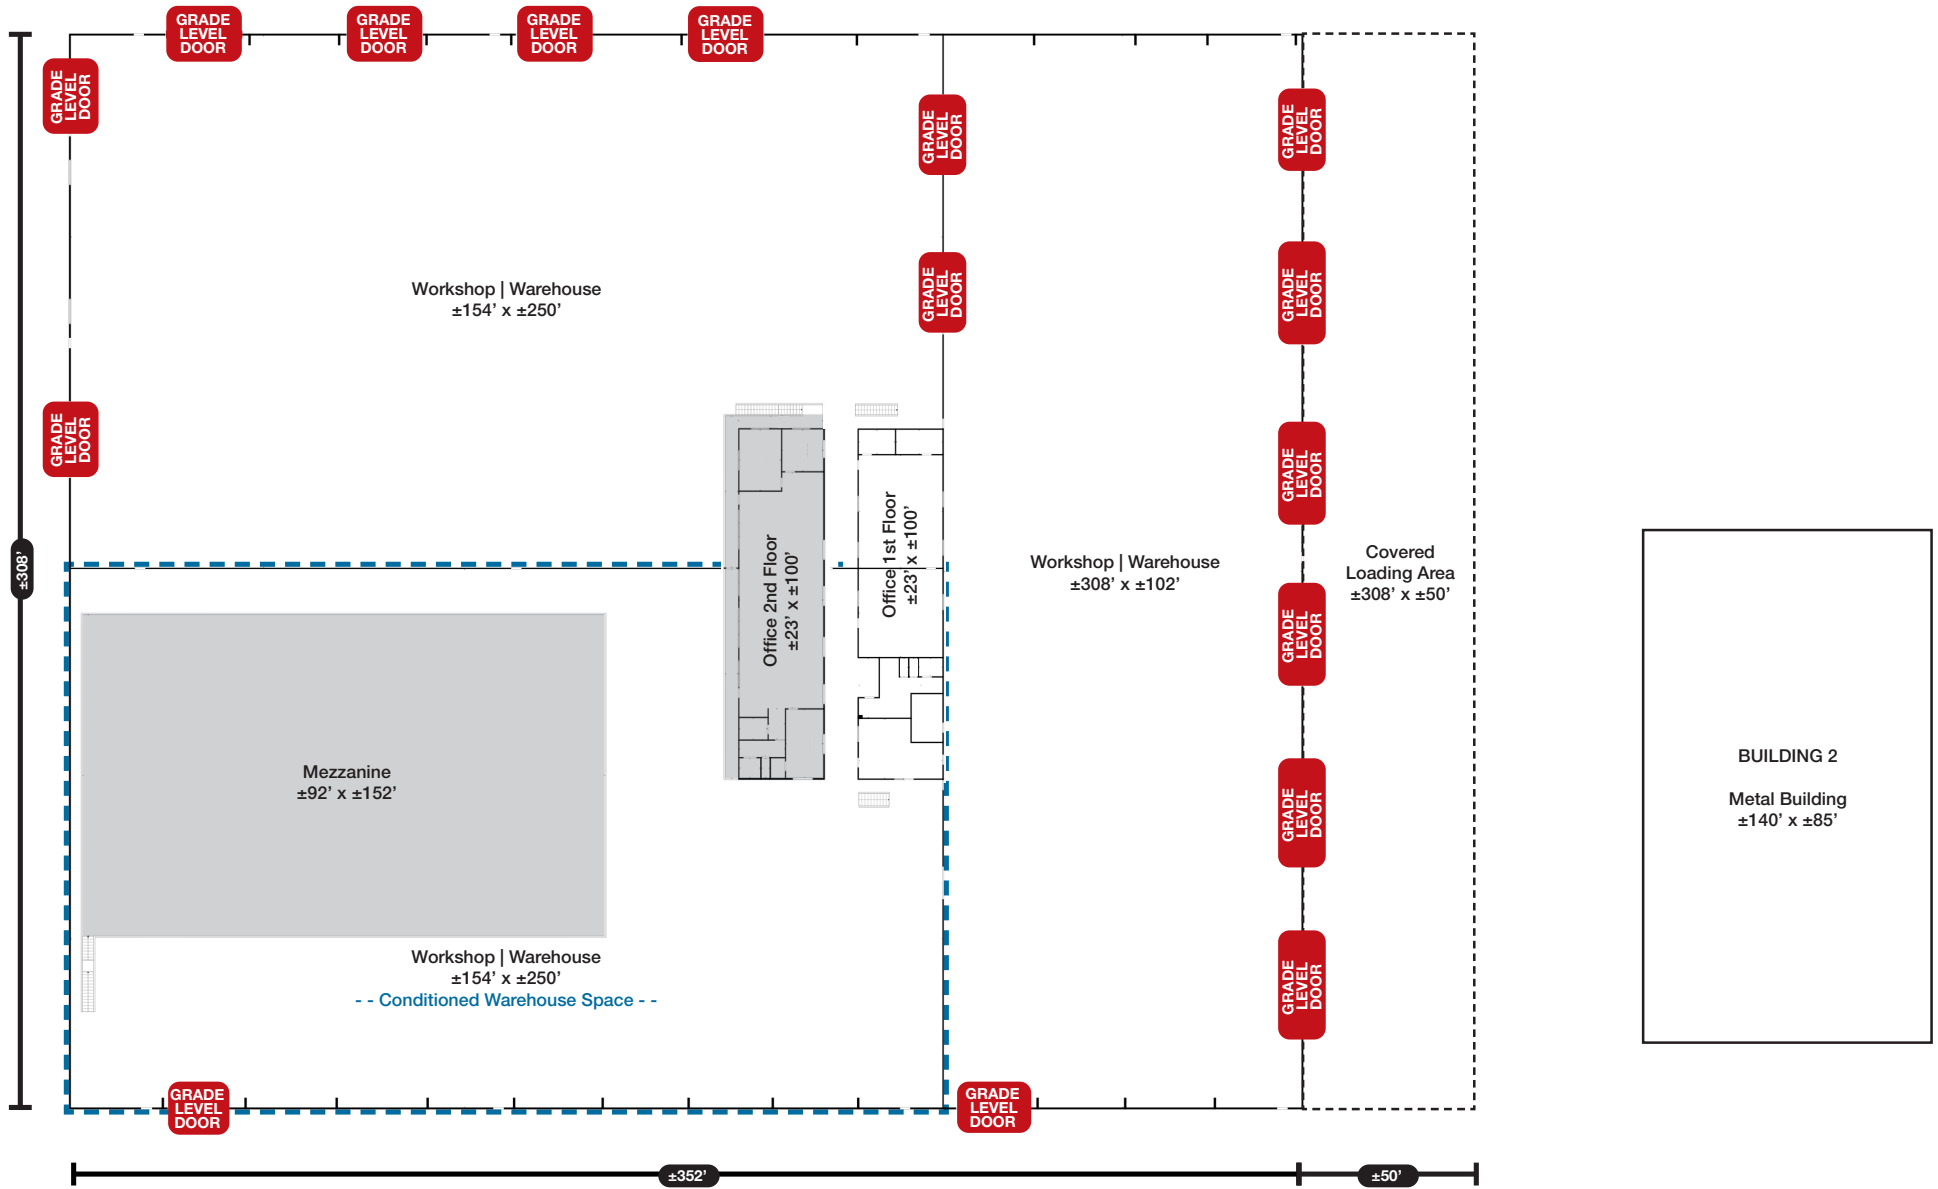 GRADE
LEVEL
DOOR
GRADE
LEVEL
DOOR
GRADE
LEVEL
DOOR
GRADE
LEVEL
DOOR
GRADE
LEVEL
DOOR
GRADE
LEVEL
DOOR
GRADE
LEVEL
DOOR
GRADE
LEVEL
DOOR
GRADE
LEVEL
DOOR
Workshop | Warehouse
±154’ x ±250’
GRADE
LEVEL
DOOR
GRADE
LEVEL
DOOR
GRADE
LEVEL
DOOR
±308’
Office 2nd Floor
±23’ x ±100’
Office 1st Floor
±23’ x ±100’
Workshop | Warehouse
±308’ x ±102’
Covered
Loading Area
±308’ x ±50’
GRADE
LEVEL
DOOR
Mezzanine
±92’ x ±152’
GRADE
LEVEL
DOOR
BUILDING 2
Metal Building
±140’ x ±85’
Workshop | Warehouse
±154’ x ±250’
- - Conditioned Warehouse Space - -
GRADE
LEVEL
DOOR
GRADE
LEVEL
DOOR
GRADE
LEVEL
DOOR
±352’
±50’